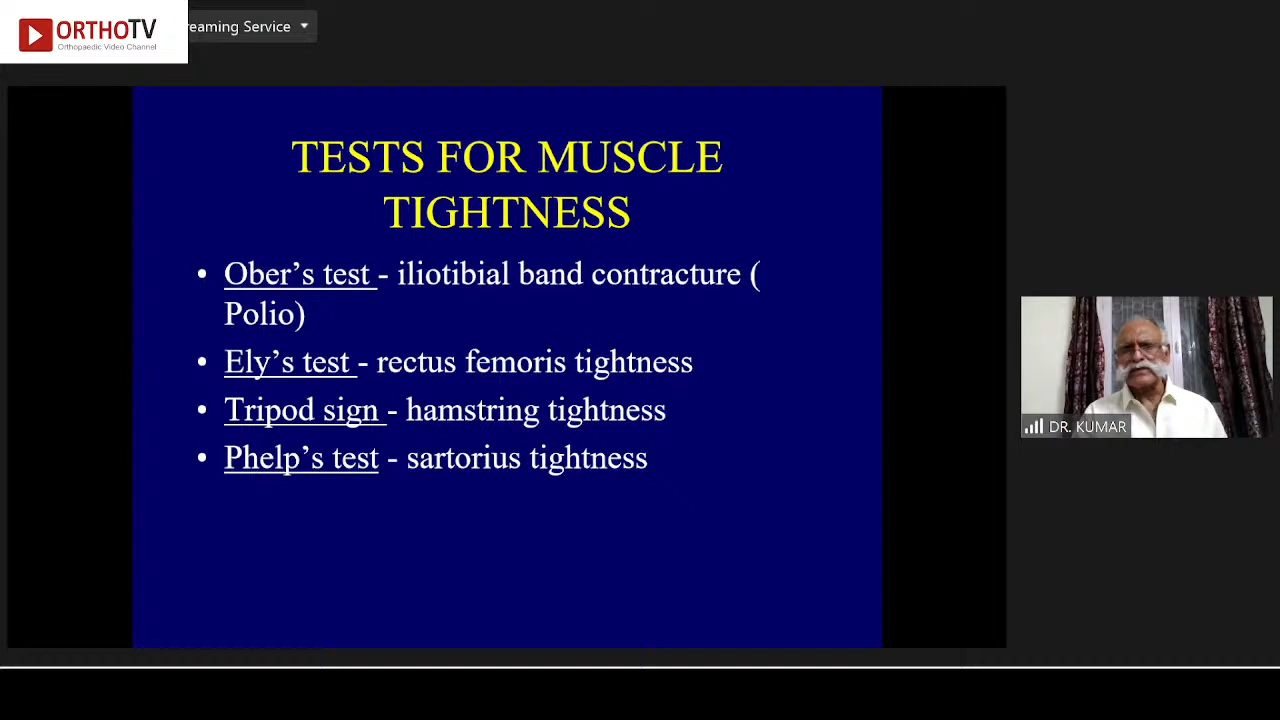 ORTHOTV
Orthopaedic Video Channel
reaming Service
TESTS FOR MUSCLE
TIGHTNESS
• Ober’s test - iliotibial band contracture (
Polio)
• Ely’s test - rectus femoris tightness
• Tripod sign - hamstring tightness
• Phelp’s test - sartorius tightness
DR. KUMAR